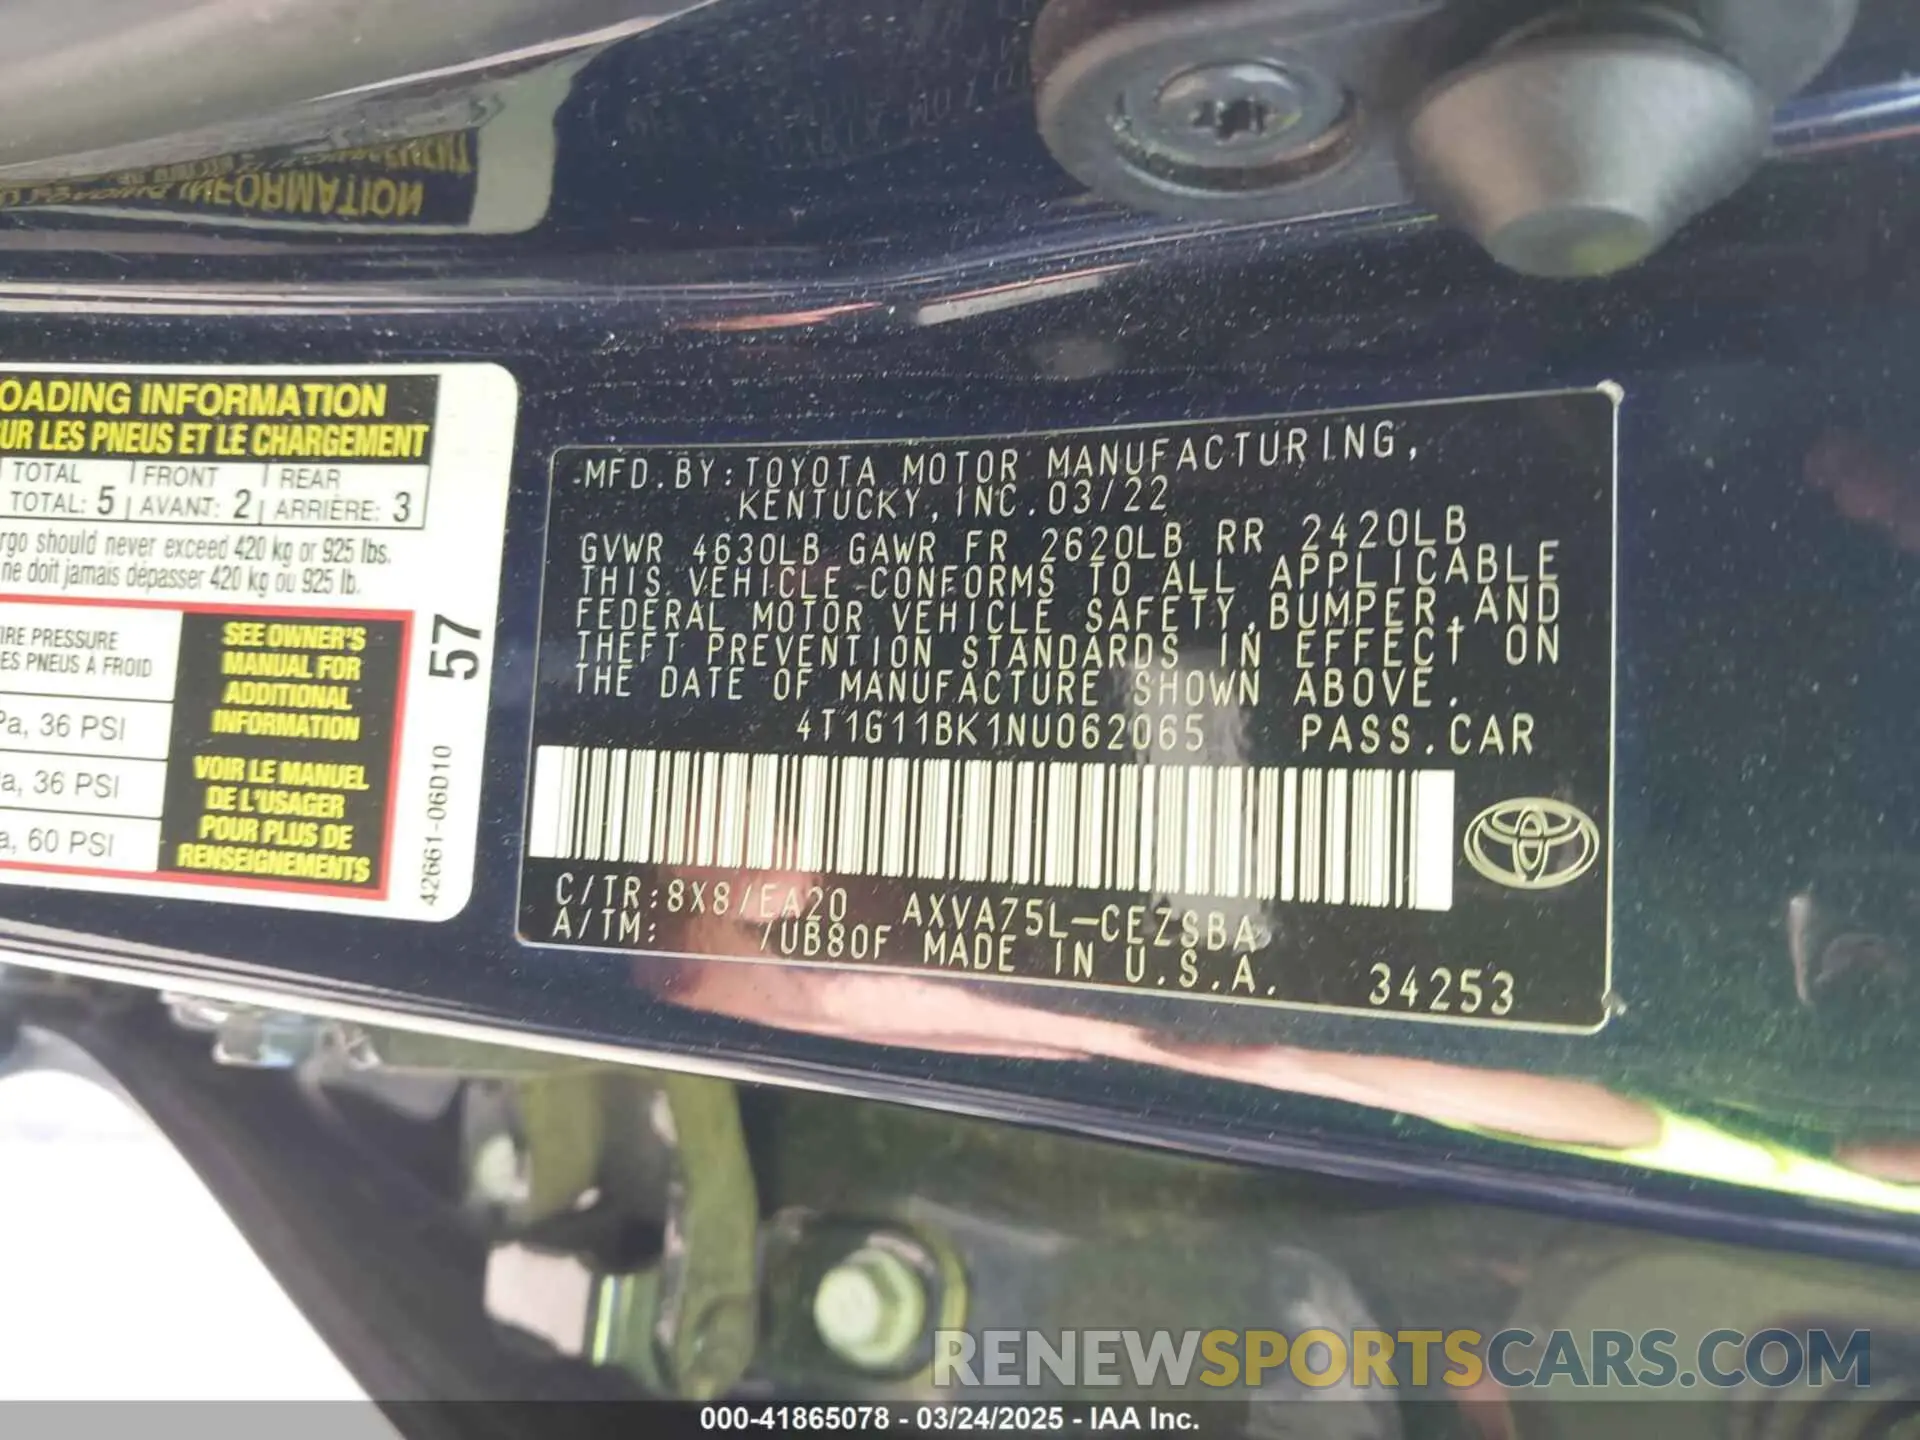 OADING INFORMATION
UR LES PNEUS ET LE CHARGEMENT
TOTAL FRONT REAR
TOTAL: 5 AVANT: 2 ARRIÈRE: 3
rgo should never exceed 420 kg or 925 lbs.
ne doit jamais dépasser 420 kg ou 925 lb.
IRE PRESSURE
ES PNEUS À FROID
Pa, 36 PSI
a, 36 PSI
a, 60 PSI
SEE OWNER'S
MANUAL FOR
ADDITIONAL
INFORMATION
VOIR LE MANUEL
DE L'USAGER
POUR PLUS DE
RENSEIGNEMENTS
57
42661-06D10
MFD.BY:TOYOTA MOTOR MANUFACTURING,
KENTUCKY,INC.03/22
GVWR 4630LB GAWR FR 2620LB RR 2420LB
THIS VEHICLE CONFORMS TO ALL APPLICABLE
FEDERAL MOTOR VEHICLE SAFETY,BUMPER,AND
THEFT PREVENTION STANDARDS IN EFFECT ON
THE DATE OF MANUFACTURE SHOWN ABOVE.
4T1G11BK1NU062065 PASS.CAR
C/TR:8X8/EA20 AXVA75L-CEZSBA
A/TM: /UB80F MADE IN U.S.A.
34253
RENEWSPORTSCARS.COM
000-41865078 - 03/24/2025 - IAA Inc.